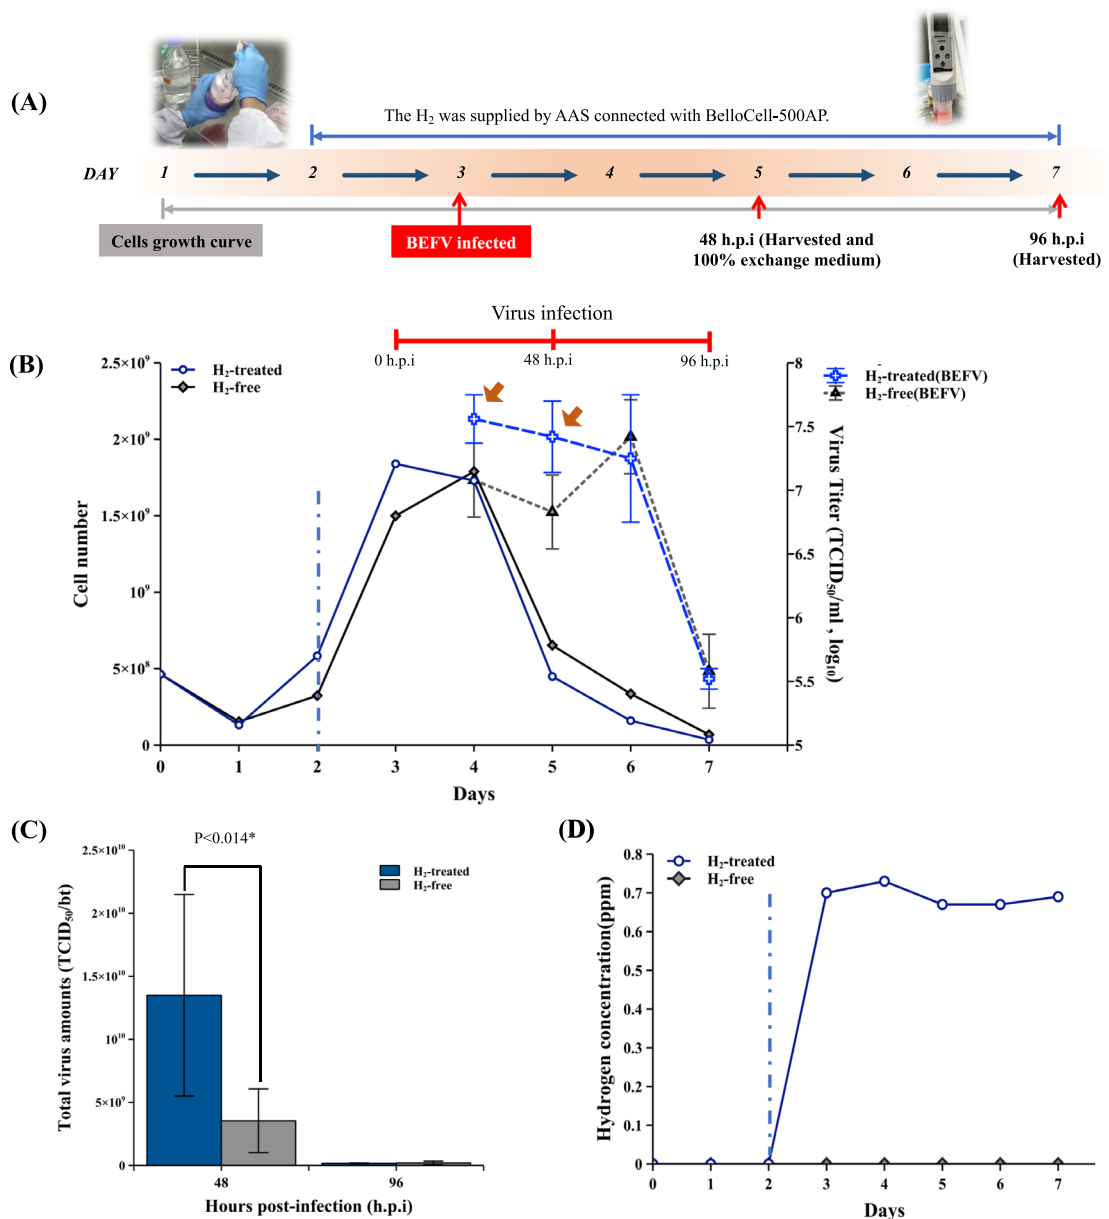 (A)
The H₂ was supplied by AAS connected with BelloCell-500AP.
DAY 1 2 3 4 5 6 7
Cells growth curve
BEFV infected
48 h.p.i (Harvested and
100% exchange medium)
96 h.p.i
(Harvested)
Virus infection
(B)
0 h.p.i 48 h.p.i 96 h.p.i
H₂-treated
H₂-free
H₂-treated(BEFV)
H₂-free(BEFV)
Cell number
2.5×10⁹
2×10⁹
1.5×10⁹
10⁹
5×10⁸
0
Virus Titer (TCID₅₀/ml , log₁₀)
8
7.5
7
6.5
6
5.5
5
0 1 2 3 4 5 6 7
Days
(C)
P<0.014*
H₂-treated
H₂-free
Total virus amounts (TCID₅₀/bt)
2.5×10¹⁰
2×10¹⁰
1.5×10¹⁰
10¹⁰
5×10⁹
0
48 96
Hours post-infection (h.p.i)
(D)
H₂-treated
H₂-free
Hydrogen concentration(ppm)
0.8
0.7
0.6
0.5
0.4
0.3
0.2
0.1
0
0 1 2 3 4 5 6 7
Days